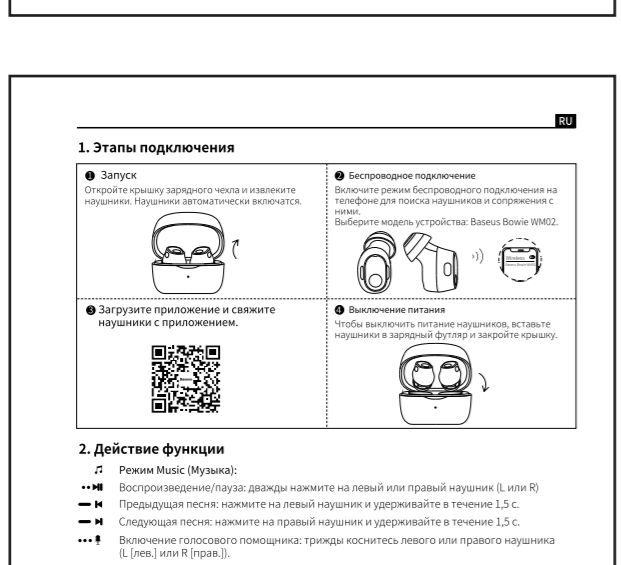 RU
1. Этапы подключения
❶ Запуск
Откройте крышку зарядного чехла и извлеките
наушники. Наушники автоматически включатся.
❷ Беспроводное подключение
Включите режим беспроводного подключения на
телефоне для поиска наушников и сопряжения с
ними.
Выберите модель устройства: Baseus Bowie WM02.
Wireless
Baseus Bowie WM02
❸ Загрузите приложение и свяжите
наушники с приложением.
❹ Выключение питания
Чтобы выключить питание наушников, вставьте
наушники в зарядный футляр и закройте крышку.
2. Действие функции
Режим Music (Музыка):
Воспроизведение/пауза: дважды нажмите на левый или правый наушник (L или R)
Предыдущая песня: нажмите на левый наушник и удерживайте в течение 1,5 с.
Следующая песня: нажмите на правый наушник и удерживайте в течение 1,5 с.
Включение голосового помощника: трижды коснитесь левого или правого наушника
(L [лев.] или R [прав.]).